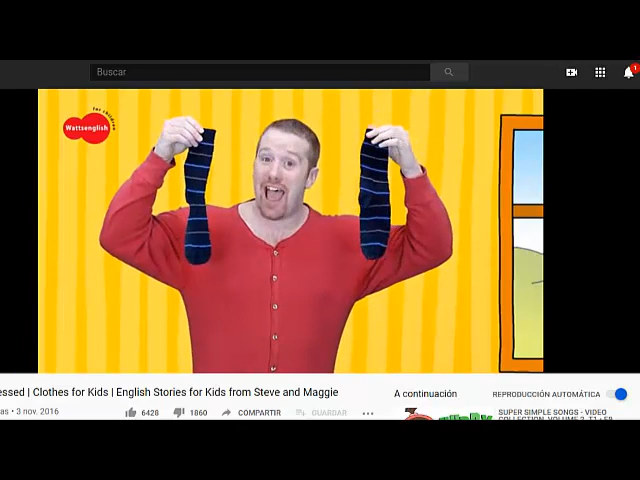 Buscar
1
for children
Wattsenglish
essed | Clothes for Kids | English Stories for Kids from Steve and Maggie
as • 3 nov. 2016
6428
1860
COMPARTIR
GUARDAR
A continuación
REPRODUCCIÓN AUTOMÁTICA
SUPER SIMPLE SONGS - VIDEO